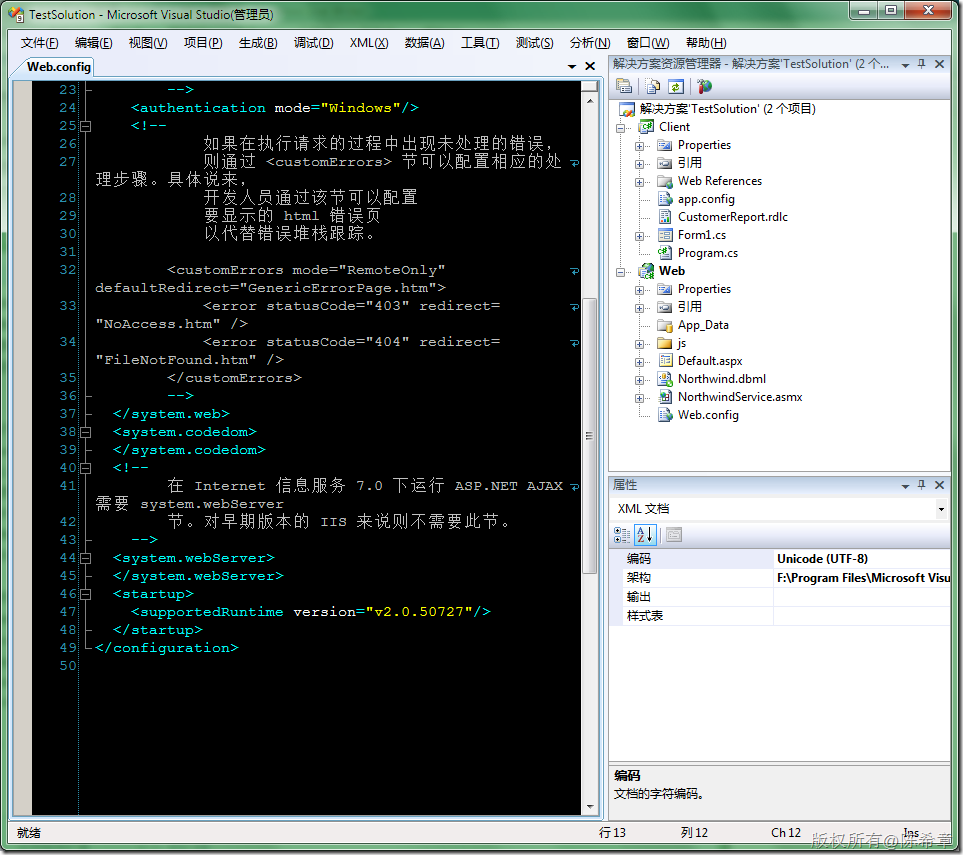 TestSolution - Microsoft Visual Studio(管理员)
文件(F) 编辑(E) 视图(V) 项目(P) 生成(B) 调试(D) XML(X) 数据(A) 工具(T) 测试(S) 分析(N) 窗口(W) 帮助(H)
Web.config
23 -->
24 <authentication mode="Windows"/>
25 <!--
26 如果在执行请求的过程中出现未处理的错误,
27 则通过 <customErrors> 节可以配置相应的处
理步骤。具体说来,
28 开发人员通过该节可以配置
29 要显示的 html 错误页
30 以代替错误堆栈跟踪。
31
32 <customErrors mode="RemoteOnly"
defaultRedirect="GenericErrorPage.htm">
33 <error statusCode="403" redirect=
"NoAccess.htm" />
34 <error statusCode="404" redirect=
"FileNotFound.htm" />
35 </customErrors>
36 -->
37 </system.web>
38 <system.codedom>
39 </system.codedom>
40 <!--
41 在 Internet 信息服务 7.0 下运行 ASP.NET AJAX
需要 system.webServer
42 节。对早期版本的 IIS 来说则不需要此节。
43 -->
44 <system.webServer>
45 </system.webServer>
46 <startup>
47 <supportedRuntime version="v2.0.50727"/>
48 </startup>
49 </configuration>
50
解决方案资源管理器 - 解决方案'TestSolution' (2 个...
解决方案'TestSolution' (2 个项目)
Client
Properties
引用
Web References
app.config
CustomerReport.rdlc
Form1.cs
Program.cs
Web
Properties
引用
App_Data
js
Default.aspx
Northwind.dbml
NorthwindService.asmx
Web.config
属性
XML 文档
编码 Unicode (UTF-8)
架构 F:\Program Files\Microsoft Visu
输出
样式表
编码
文档的字符编码。
就绪 行 13 列 12 Ch 12 Ins
版权所有@陈希章